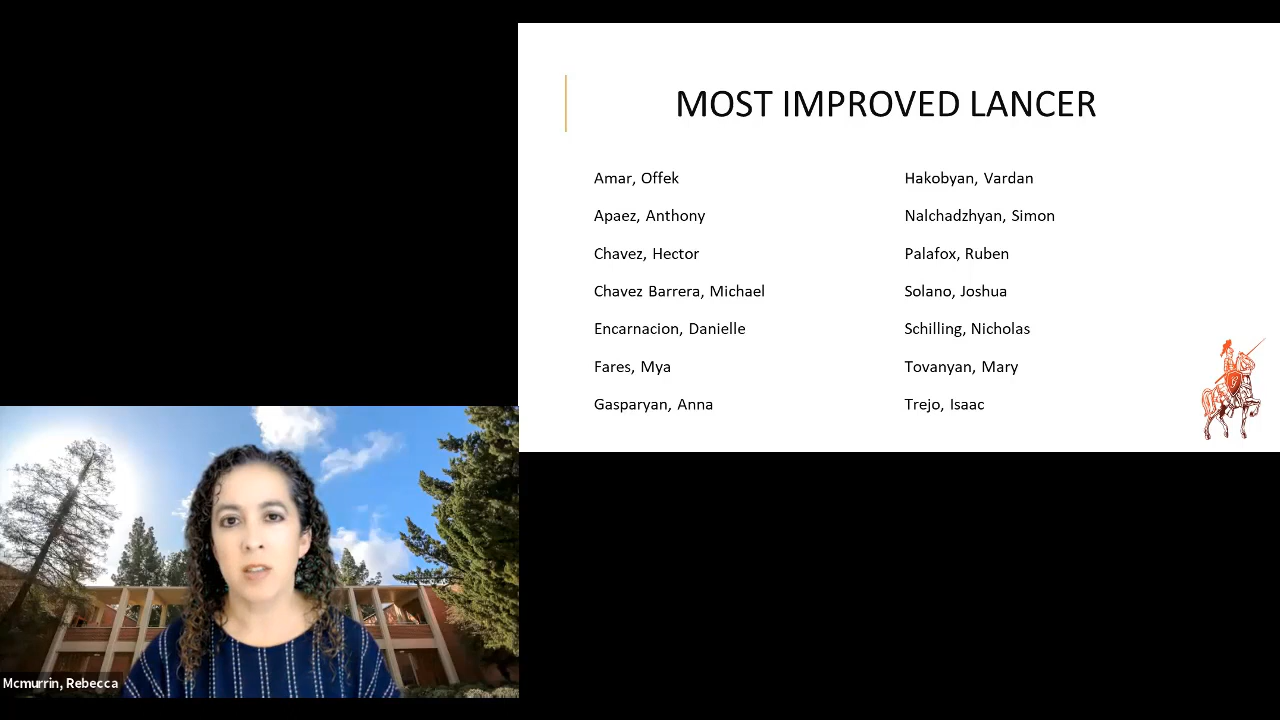 MOST IMPROVED LANCER
Amar, Offek
Apaez, Anthony
Chavez, Hector
Chavez Barrera, Michael
Encarnacion, Danielle
Fares, Mya
Gasparyan, Anna
Hakobyan, Vardan
Nalchadzhyan, Simon
Palafox, Ruben
Solano, Joshua
Schilling, Nicholas
Tovanyan, Mary
Trejo, Isaac
Mcmurrin, Rebecca